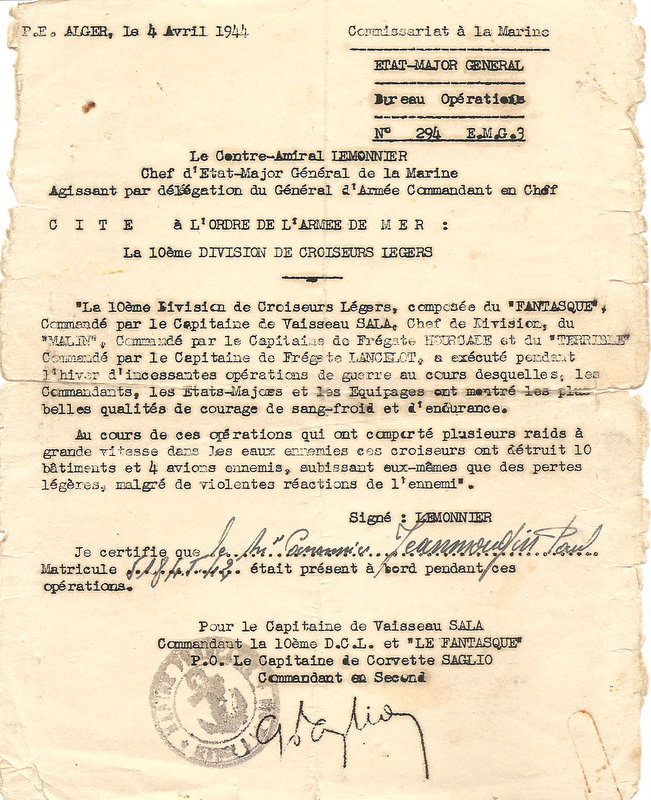 P.E. ALGER, le 4 Avril 1944
Commissariat à la Marine
ETAT-MAJOR GENERAL
Bureau Opérations
N° 294 E.M.G.3
Le Contre-Amiral LEMONNIER
Chef d'Etat-Major Général de la Marine
Agissant par délégation du Général d'Armée Commandant en Chef
C I T E à L'ORDRE DE L'ARMEE DE MER :
La 10ème DIVISION DE CROISEURS LEGERS
"La 10ème Division de Croiseurs Légers, composée du "FANTASQUE",
Commandé par le Capitaine de Vaisseau SALA, Chef de Division, du
"MALIN", Commandé par le Capitaine de Frégate HOURCADE et du "TERRIBLE"
Commandé par le Capitaine de Frégate LANCELOT, a exécuté pendant
l'hiver d'incessantes opérations de guerre au cours desquelles, les
Commandants, les Etats-Majors et les Equipages ont montré les plus
belles qualités de courage de sang-froid et d'endurance.
Au cours de ces opérations qui ont comporté plusieurs raids à
grande vitesse dans les eaux ennemies ces croiseurs ont détruit 10
bâtiments et 4 avions ennemis, subissant eux-mêmes que des pertes
légères, malgré de violentes réactions de l'ennemi".
Signé : LEMONNIER
Je certifie que le Mt Canonnier Jeanmougin Paul
Matricule était présent à bord pendant ces
opérations.
Pour le Capitaine de Vaisseau SALA
Commandant la 10ème D.C.L. et "LE FANTASQUE"
P.O. Le Capitaine de Corvette SAGLIO
Commandant en Second